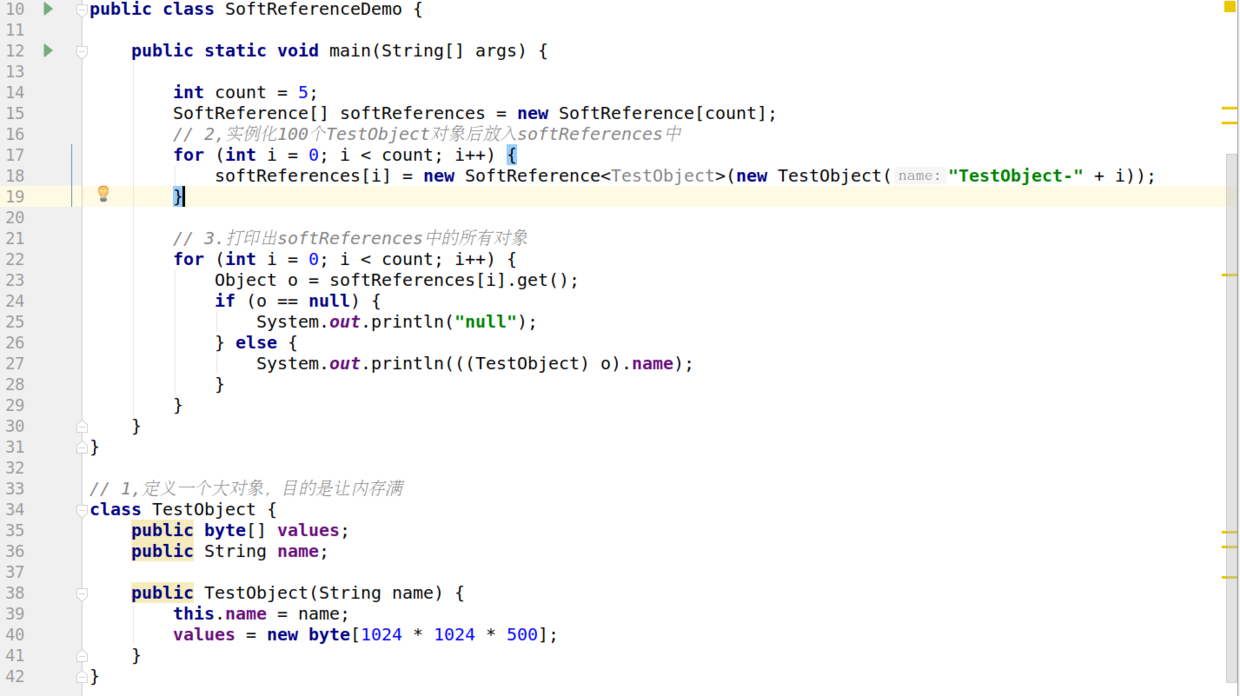 10 public class SoftReferenceDemo {
11
12     public static void main(String[] args) {
13
14         int count = 5;
15         SoftReference[] softReferences = new SoftReference[count];
16         // 2,实例化100个TestObject对象后放入softReferences中
17         for (int i = 0; i < count; i++) {
18             softReferences[i] = new SoftReference<TestObject>(new TestObject( name: "TestObject-" + i));
19         }
20
21         // 3.打印出softReferences中的所有对象
22         for (int i = 0; i < count; i++) {
23             Object o = softReferences[i].get();
24             if (o == null) {
25                 System.out.println("null");
26             } else {
27                 System.out.println(((TestObject) o).name);
28             }
29         }
30     }
31 }
32
33 // 1,定义一个大对象，目的是让内存满
34 class TestObject {
35     public byte[] values;
36     public String name;
37
38     public TestObject(String name) {
39         this.name = name;
40         values = new byte[1024 * 1024 * 500];
41     }
42 }